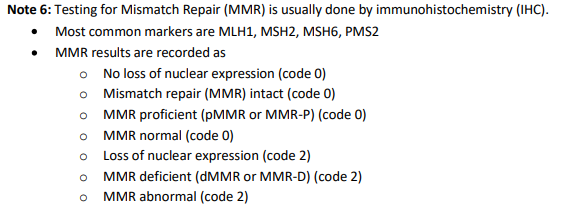 Note 6: Testing for Mismatch Repair (MMR) is usually done by immunohistochemistry (IHC).
• Most common markers are MLH1, MSH2, MSH6, PMS2
• MMR results are recorded as
o No loss of nuclear expression (code 0)
o Mismatch repair (MMR) intact (code 0)
o MMR proficient (pMMR or MMR-P) (code 0)
o MMR normal (code 0)
o Loss of nuclear expression (code 2)
o MMR deficient (dMMR or MMR-D) (code 2)
o MMR abnormal (code 2)